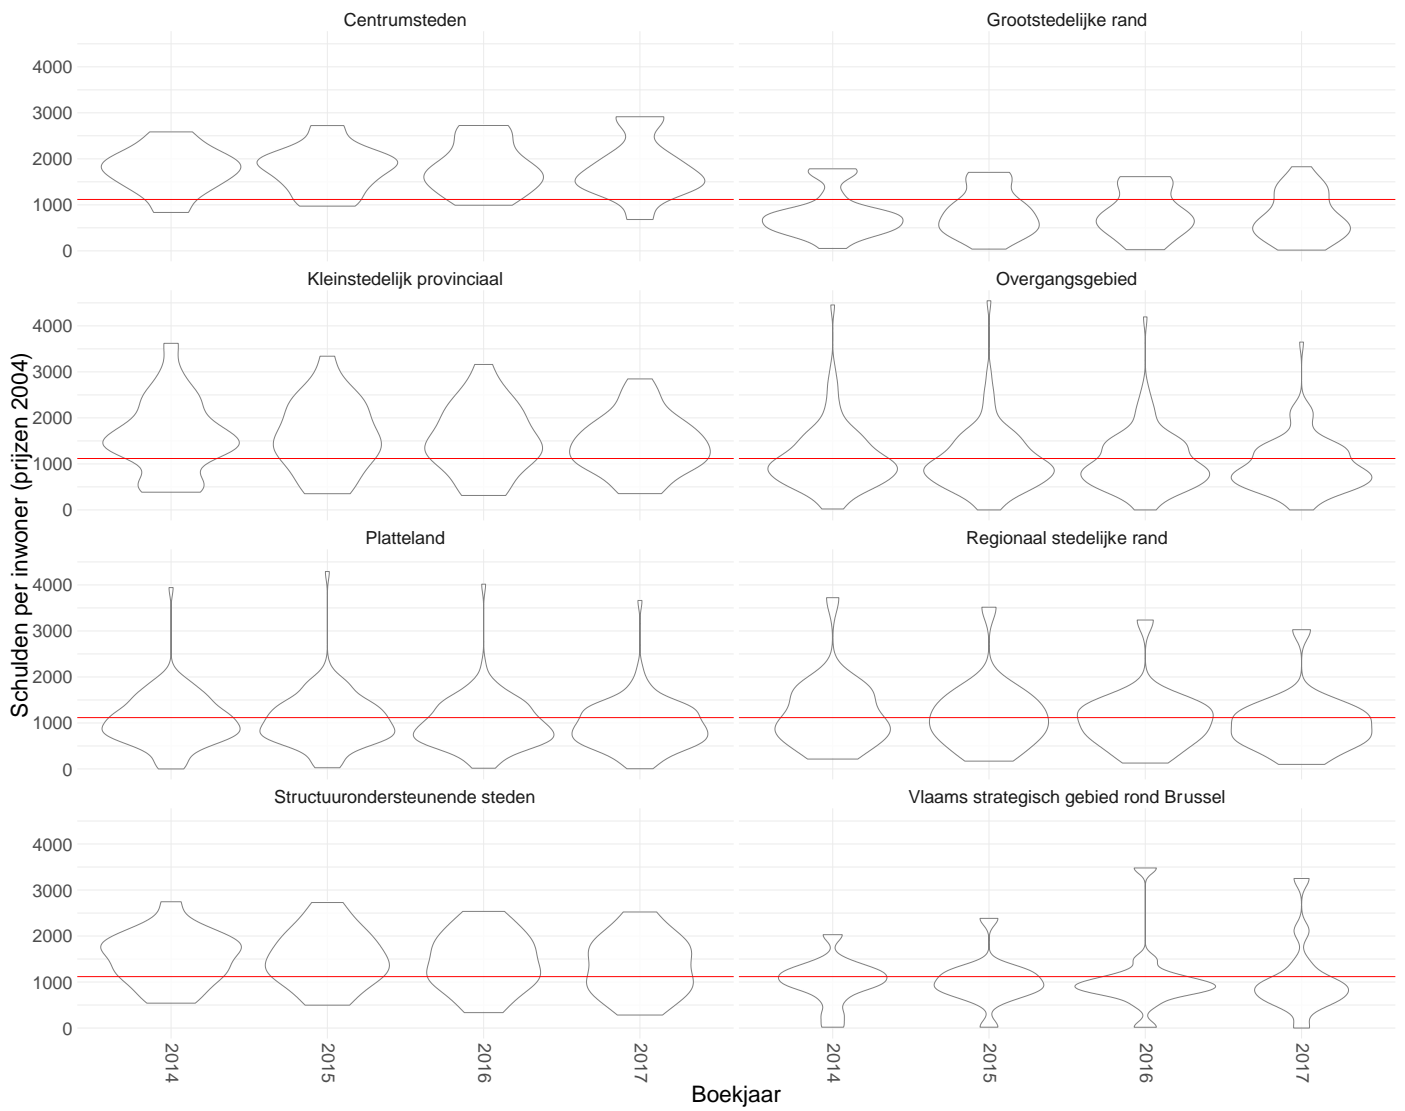 Centrumsteden
Grootstedelijke rand
4000
3000
2000
1000
0
Kleinstedelijk provinciaal
Overgangsgebied
4000
3000
2000
1000
0
Schulden per inwoner (prijzen 2004)
Platteland
Regionaal stedelijke rand
4000
3000
2000
1000
0
Structuurondersteunende steden
Vlaams strategisch gebied rond Brussel
4000
3000
2000
1000
0
2014 2015 2016 2017 2014 2015 2016 2017
Boekjaar